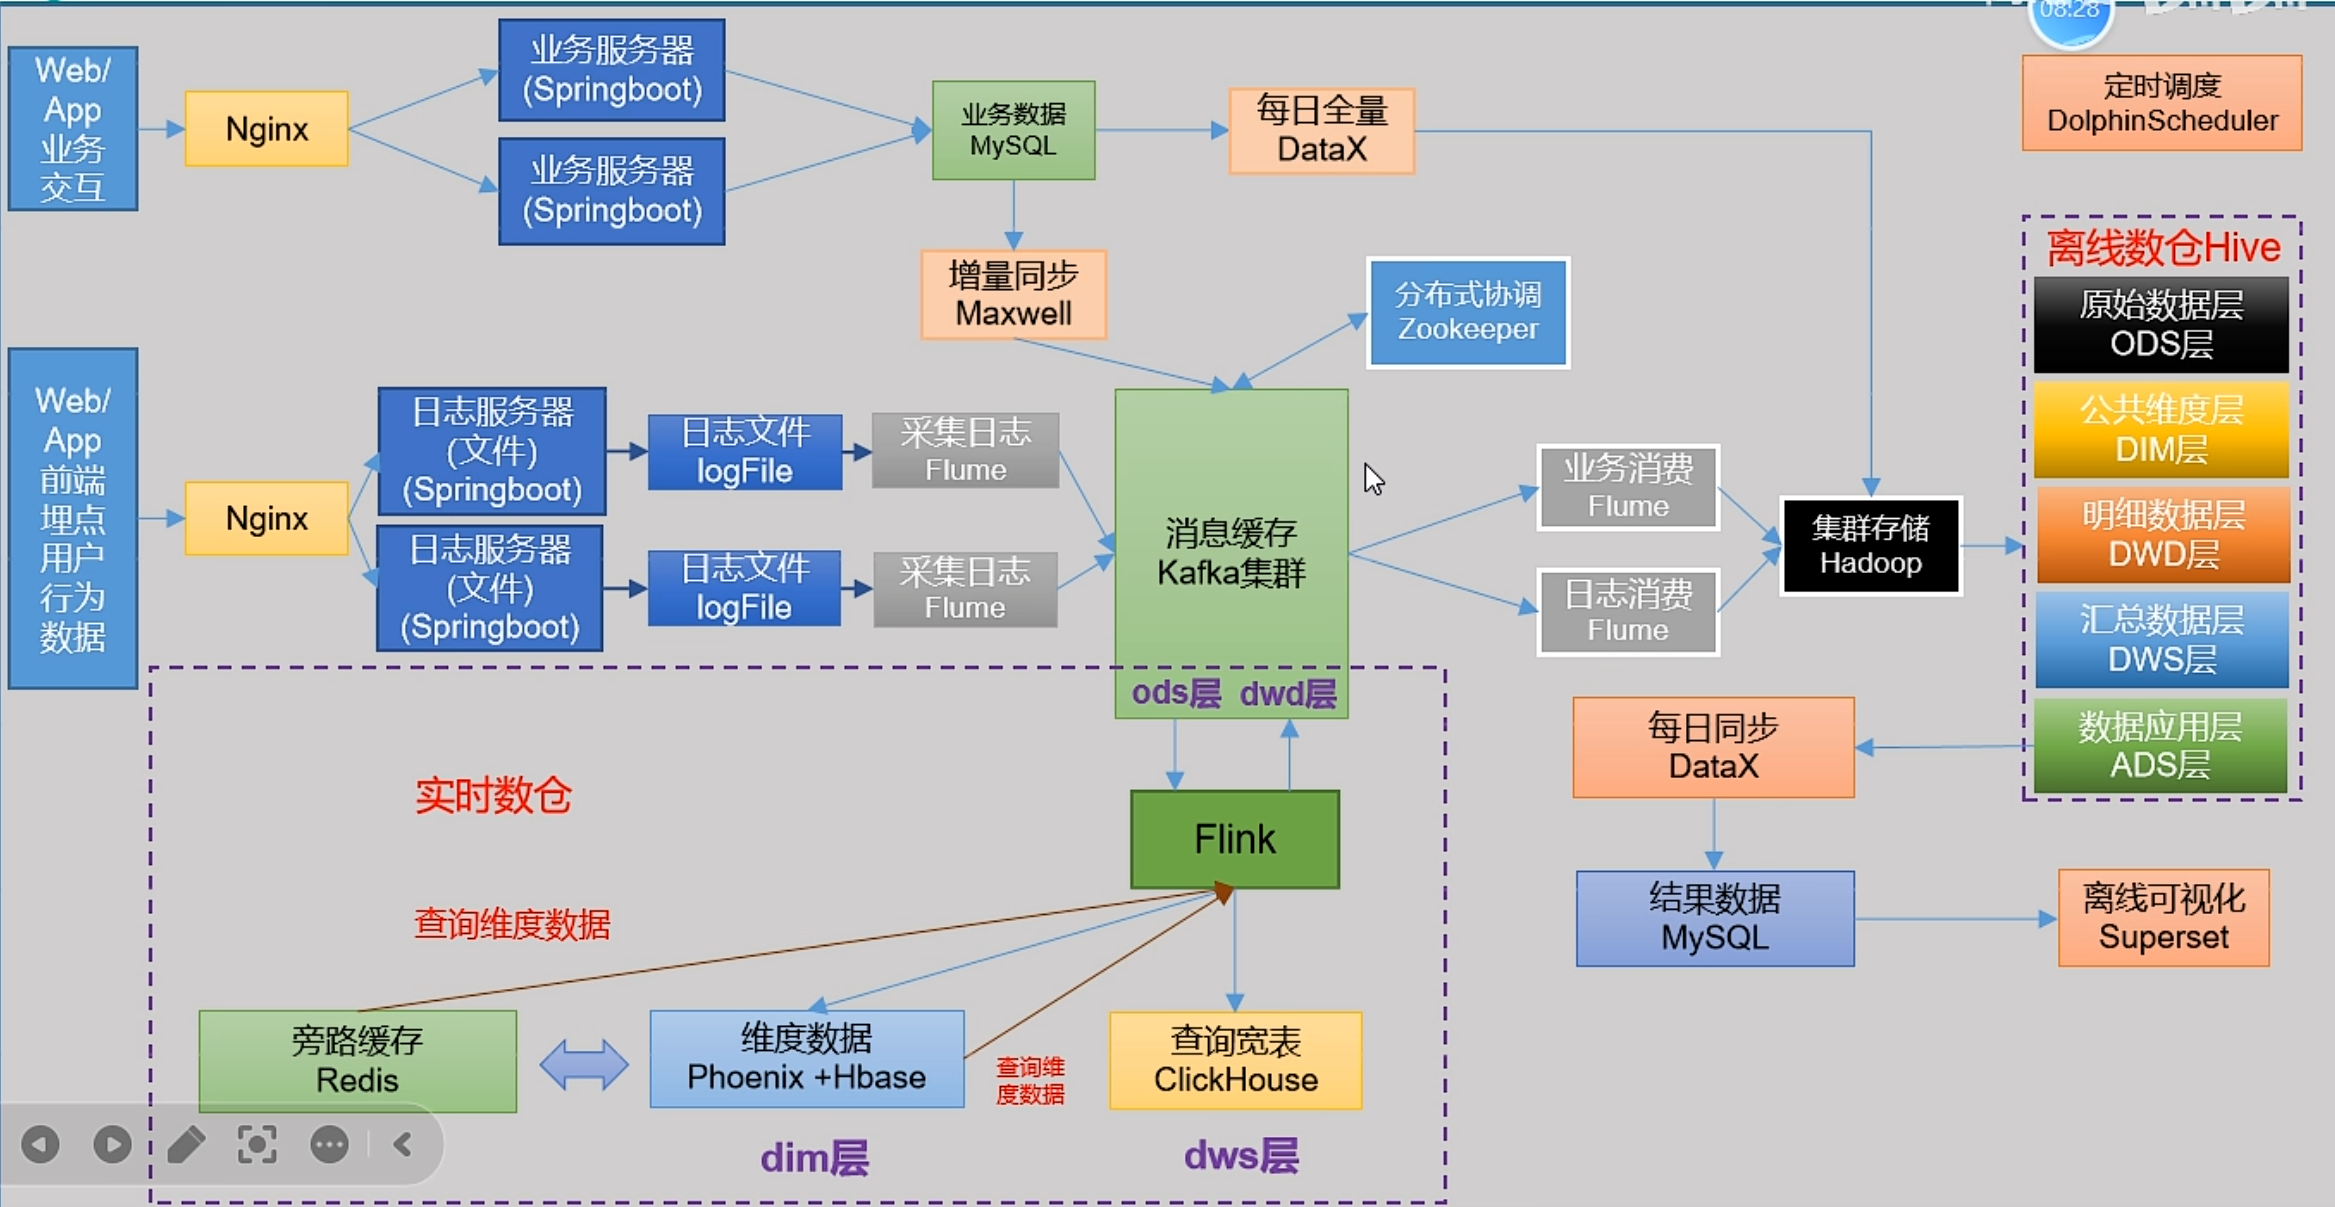 08:28
Web/
App
业务
交互
Nginx
业务服务器
(Springboot)
业务服务器
(Springboot)
业务数据
MySQL
每日全量
DataX
定时调度
DolphinScheduler
增量同步
Maxwell
分布式协调
Zookeeper
Web/
App
前端
埋点
用户
行为
数据
Nginx
日志服务器
(文件)
(Springboot)
日志文件
logFile
采集日志
Flume
日志服务器
(文件)
(Springboot)
日志文件
logFile
采集日志
Flume
消息缓存
Kafka集群
ods层 dwd层
业务消费
Flume
日志消费
Flume
集群存储
Hadoop
离线数仓Hive
原始数据层
ODS层
公共维度层
DIM层
明细数据层
DWD层
汇总数据层
DWS层
数据应用层
ADS层
每日同步
DataX
结果数据
MySQL
离线可视化
Superset
实时数仓
Flink
查询维度数据
旁路缓存
Redis
维度数据
Phoenix +Hbase
查询维
度数据
查询宽表
ClickHouse
dim层
dws层